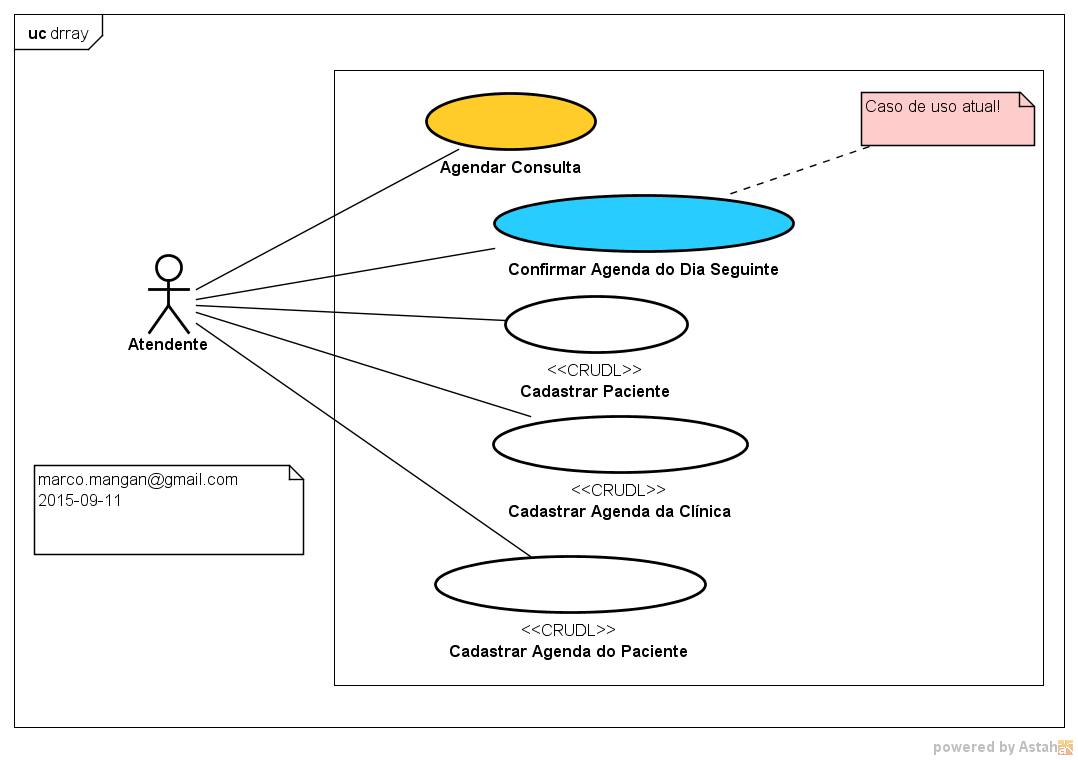 uc drray
Caso de uso atual!
Agendar Consulta
Confirmar Agenda do Dia Seguinte
Atendente
<<CRUDL>>
Cadastrar Paciente
marco.mangan@gmail.com
2015-09-11
<<CRUDL>>
Cadastrar Agenda da Clínica
<<CRUDL>>
Cadastrar Agenda do Paciente
powered by Astah